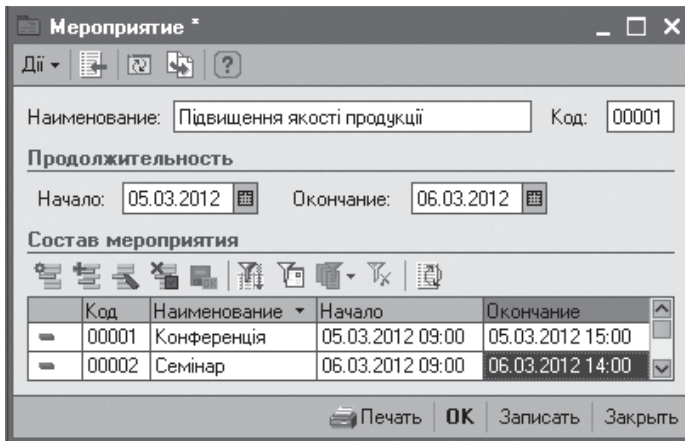 Мероприятие *
Дії
Наименование: Підвищення якості продукції Код: 00001
Продолжительность
Начало: 05.03.2012 Окончание: 06.03.2012
Состав мероприятия
Код Наименование Начало Окончание
00001 Конференція 05.03.2012 09:00 05.03.2012 15:00
00002 Семінар 06.03.2012 09:00 06.03.2012 14:00
Печать OK Записать Закрыть